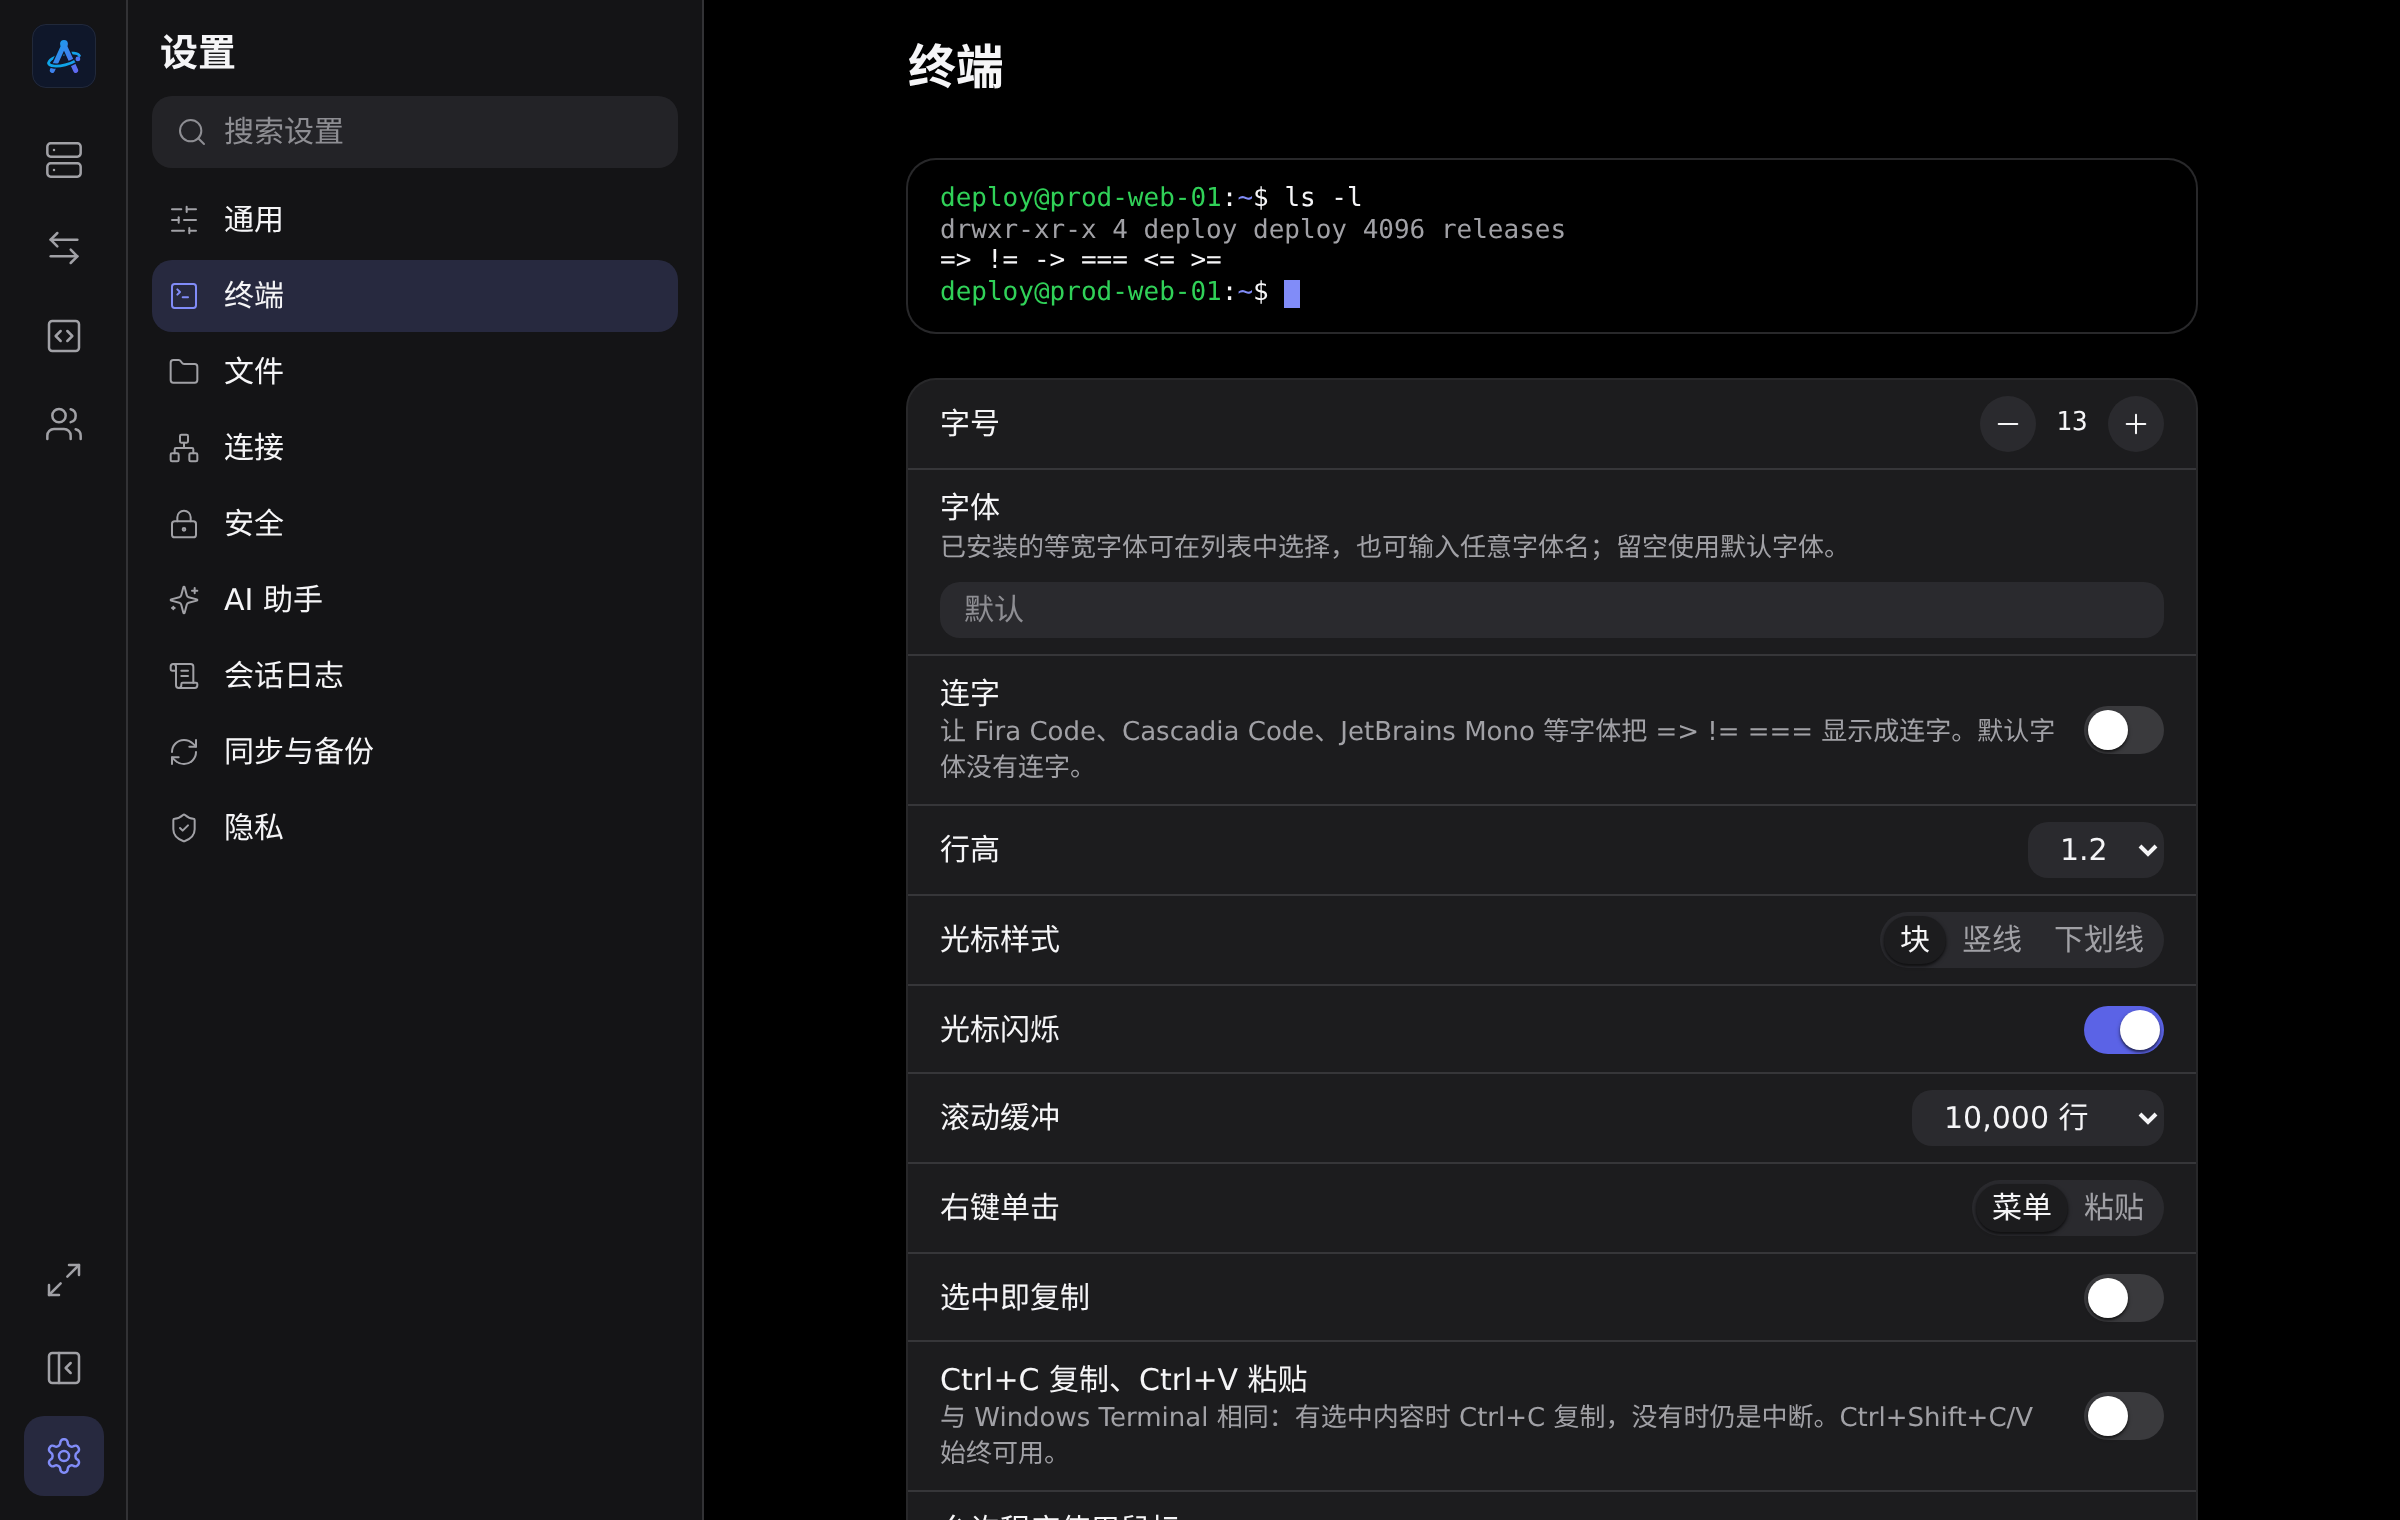 设置
搜索设置
通用
终端
文件
连接
安全
AI 助手
会话日志
同步与备份
隐私
终端
deploy@prod-web-01:~$ ls -l
drwxr-xr-x 4 deploy deploy 4096 releases
=> != -> === <= >=
deploy@prod-web-01:~$
字号 13
字体
已安装的等宽字体可在列表中选择，也可输入任意字体名；留空使用默认字体。
默认
连字
让 Fira Code、Cascadia Code、JetBrains Mono 等字体把 => != === 显示成连字。默认字
体没有连字。
行高 1.2
光标样式 块 竖线 下划线
光标闪烁
滚动缓冲 10,000 行
右键单击 菜单 粘贴
选中即复制
Ctrl+C 复制、Ctrl+V 粘贴
与 Windows Terminal 相同：有选中内容时 Ctrl+C 复制，没有时仍是中断。Ctrl+Shift+C/V
始终可用。